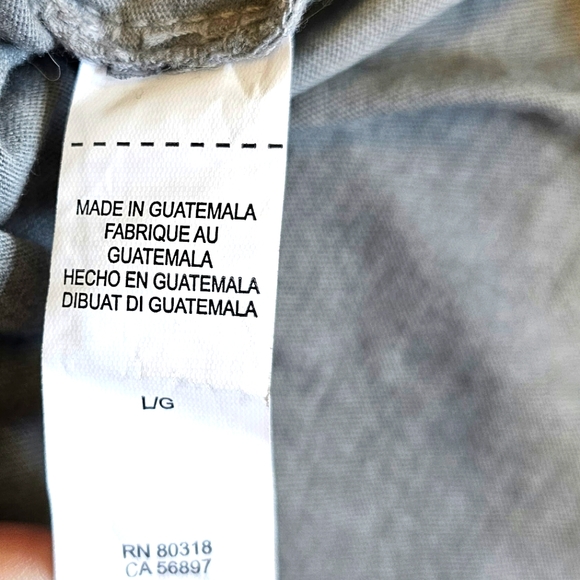 MADE IN GUATEMALA
FABRIQUE AU
GUATEMALA
HECHO EN GUATEMALA
DIBUAT DI GUATEMALA
L/G
RN 80318
CA 56897